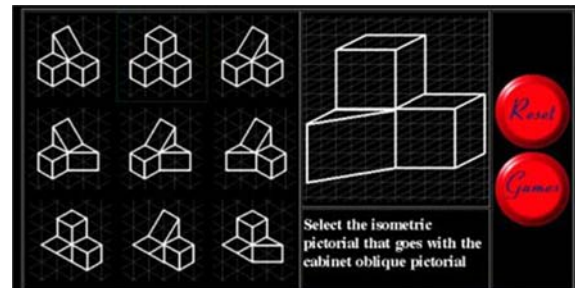 Reset
Games
Select the isometric
pictorial that goes with the
cabinet oblique pictorial